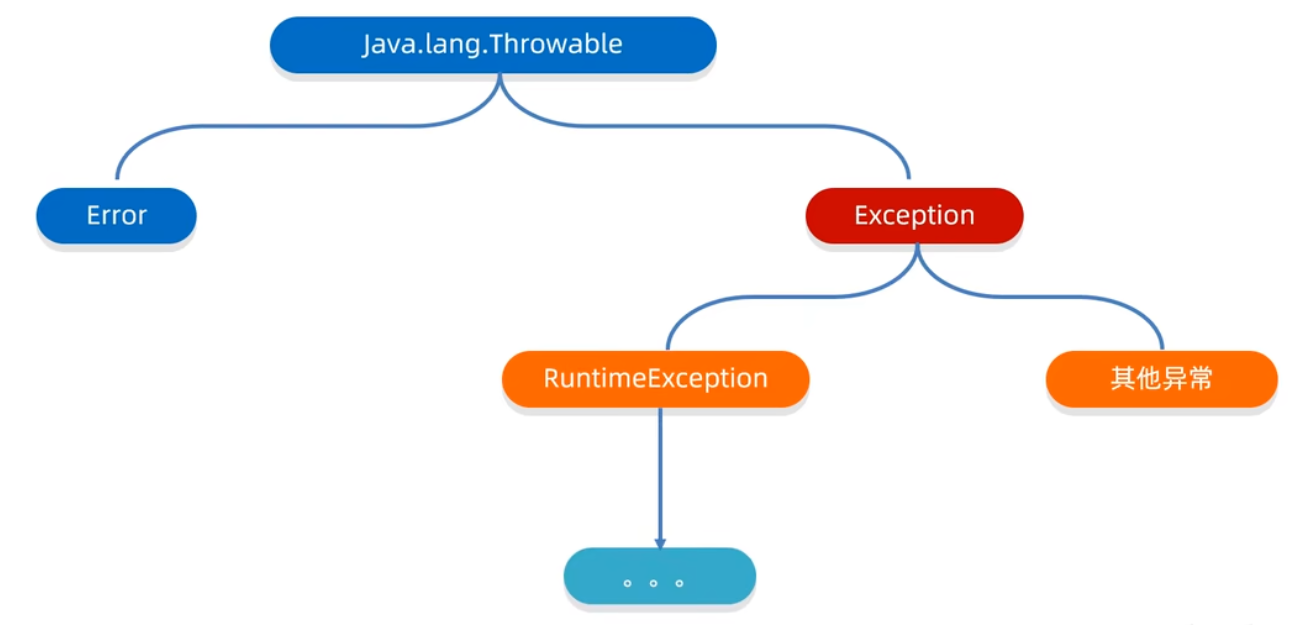 Java.lang.Throwable
Error
Exception
RuntimeException
其他异常
。。。